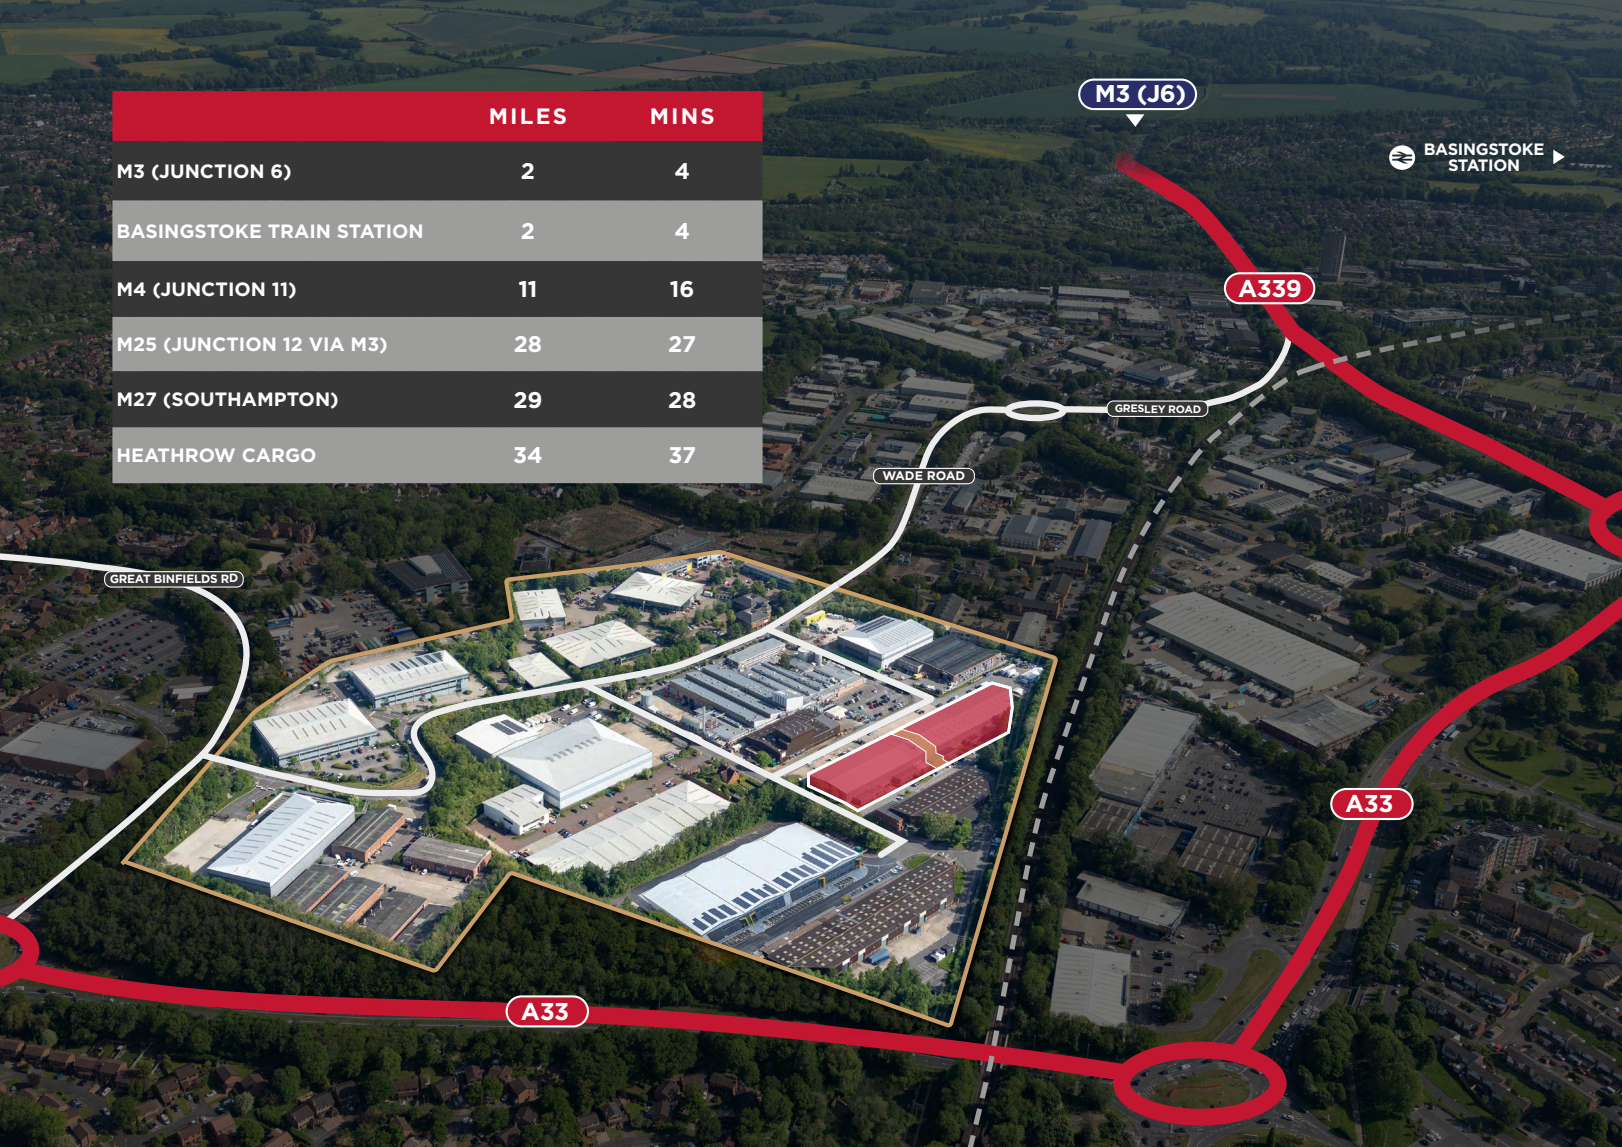 MILES MINS
M3 (JUNCTION 6) 2 4
BASINGSTOKE TRAIN STATION 2 4
M4 (JUNCTION 11) 11 16
M25 (JUNCTION 12 VIA M3) 28 27
M27 (SOUTHAMPTON) 29 28
HEATHROW CARGO 34 37
M3 (J6)
BASINGSTOKE
STATION
A339
GRESLEY ROAD
WADE ROAD
GREAT BINFIELDS RD
A33
A33